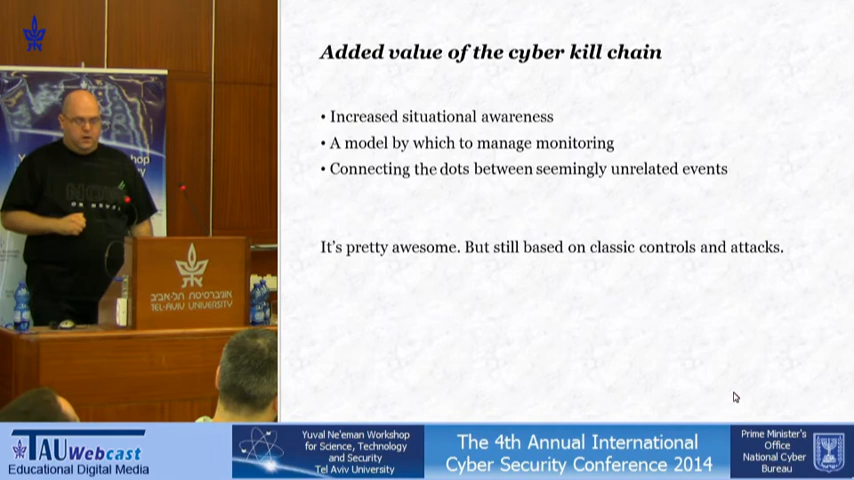 Added value of the cyber kill chain
• Increased situational awareness
• A model by which to manage monitoring
• Connecting the dots between seemingly unrelated events
It's pretty awesome. But still based on classic controls and attacks.
אוניברסיטת תל-אביב
TEL-AVIV UNIVERSITY
TAU Webcast
Educational Digital Media
Yuval Ne'eman Workshop
for Science, Technology
and Security
Tel Aviv University
The 4th Annual International
Cyber Security Conference 2014
Prime Minister's
Office
National Cyber
Bureau